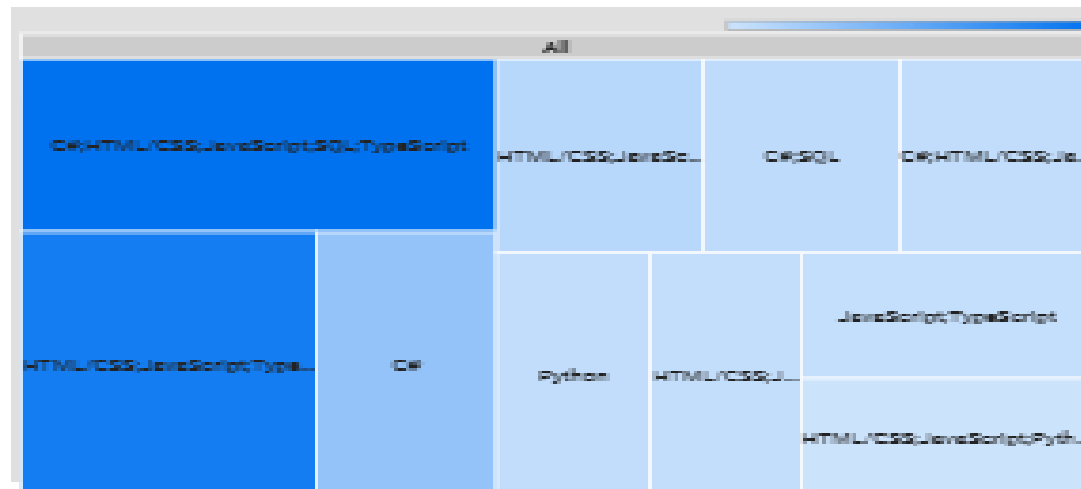 All
C#;HTML/CSS;JavaScript;SQL;TypeScript
HTML/CSS;JavaSc...
C#;SQL
C#;HTML/CSS;Ja...
HTML/CSS;JavaScript;Type...
C#
Python
HTML/CSS;J...
JavaScript;TypeScript
HTML/CSS;JavaScript;Pyth...